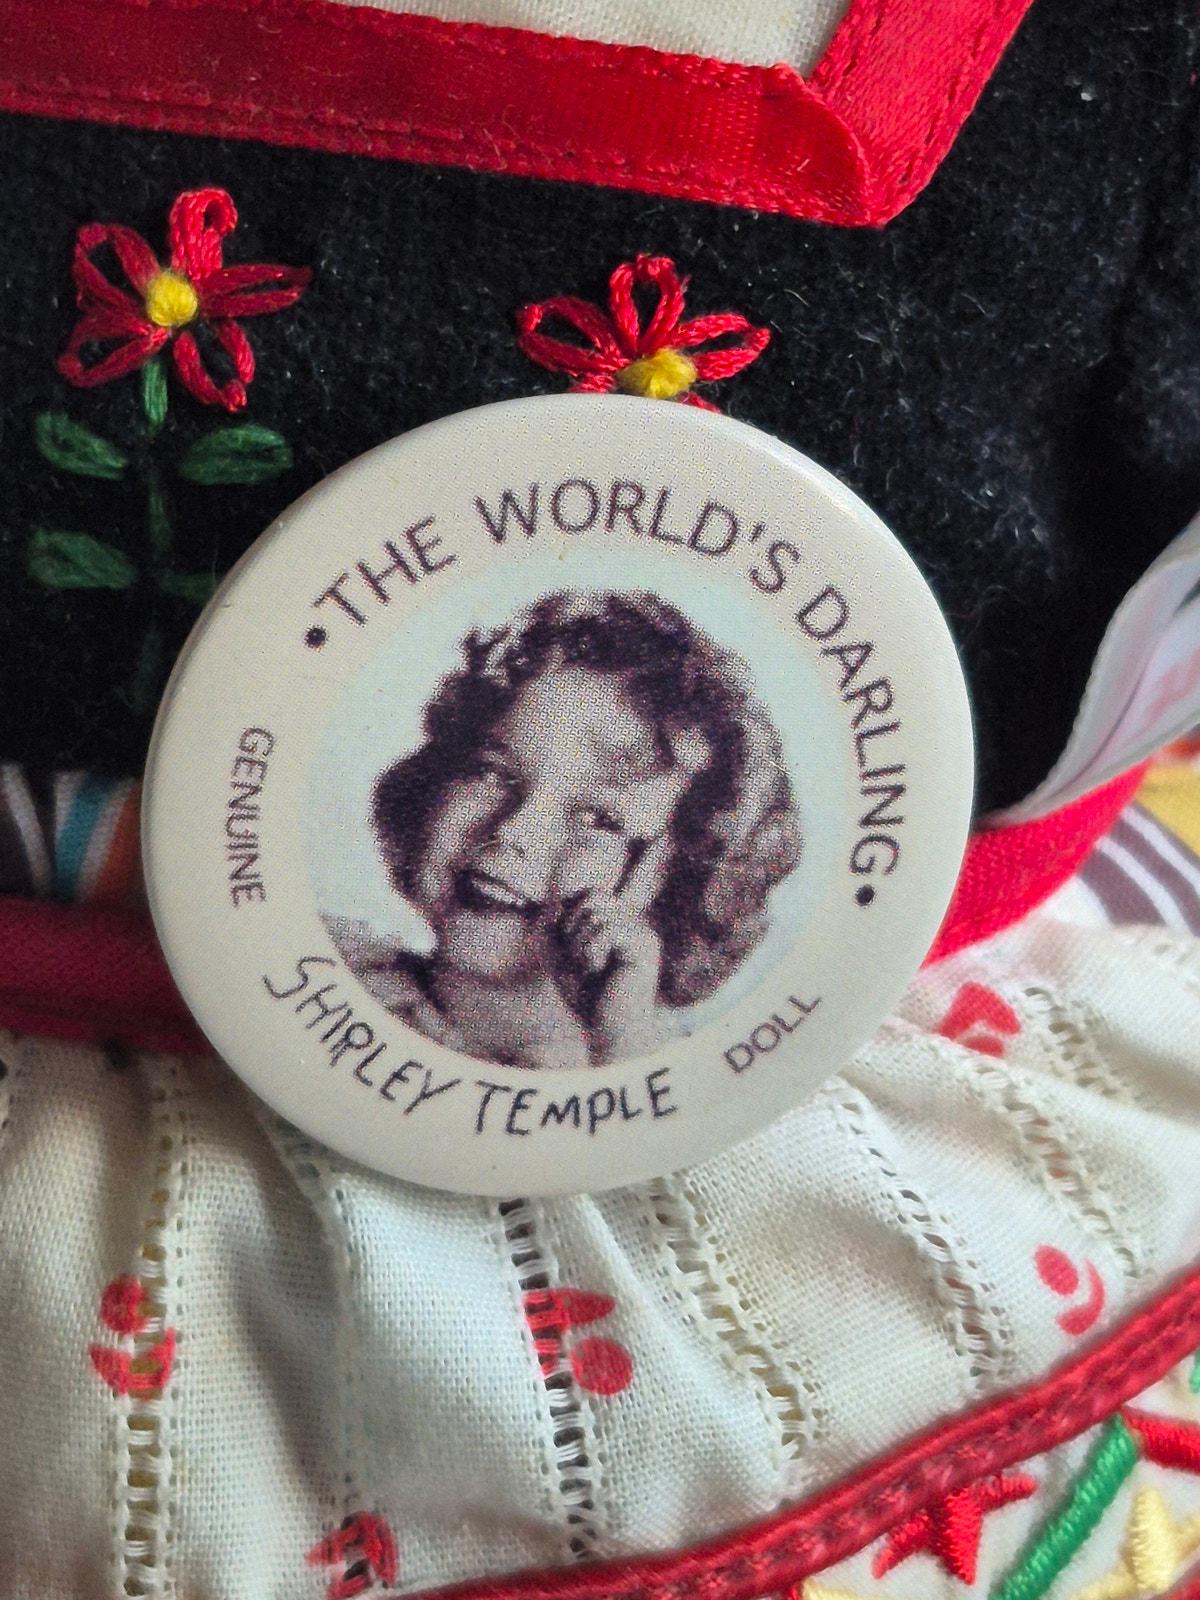 •THE WORLD'S DARLING•
GENUINE
SHIRLEY TEMPLE
DOLL